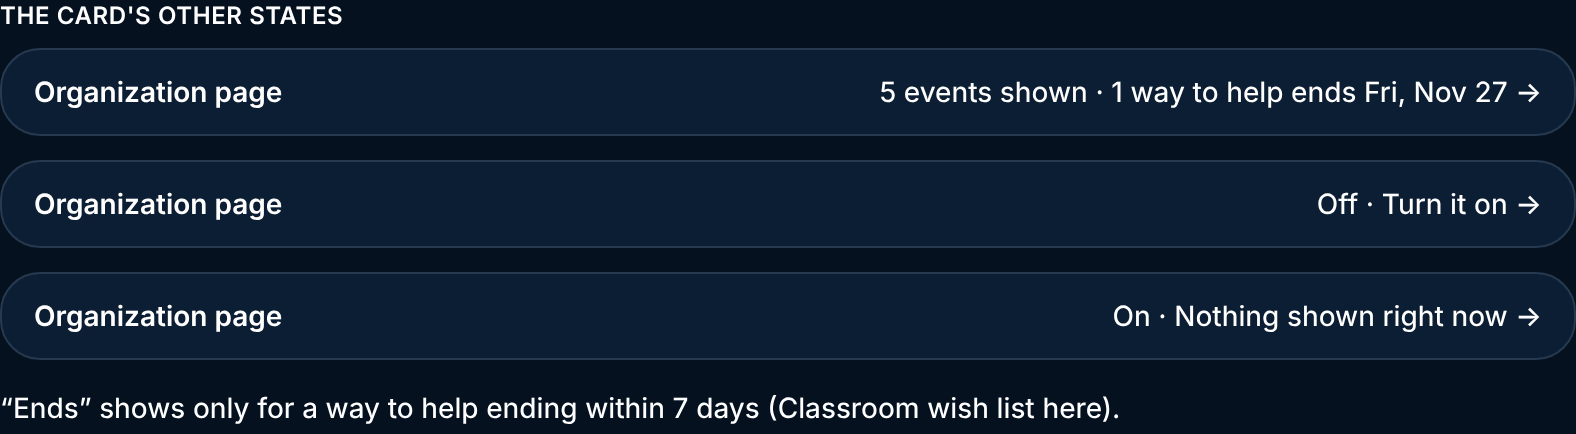 THE CARD'S OTHER STATES
Organization page 5 events shown · 1 way to help ends Fri, Nov 27 →
Organization page Off · Turn it on →
Organization page On · Nothing shown right now →
“Ends” shows only for a way to help ending within 7 days (Classroom wish list here).